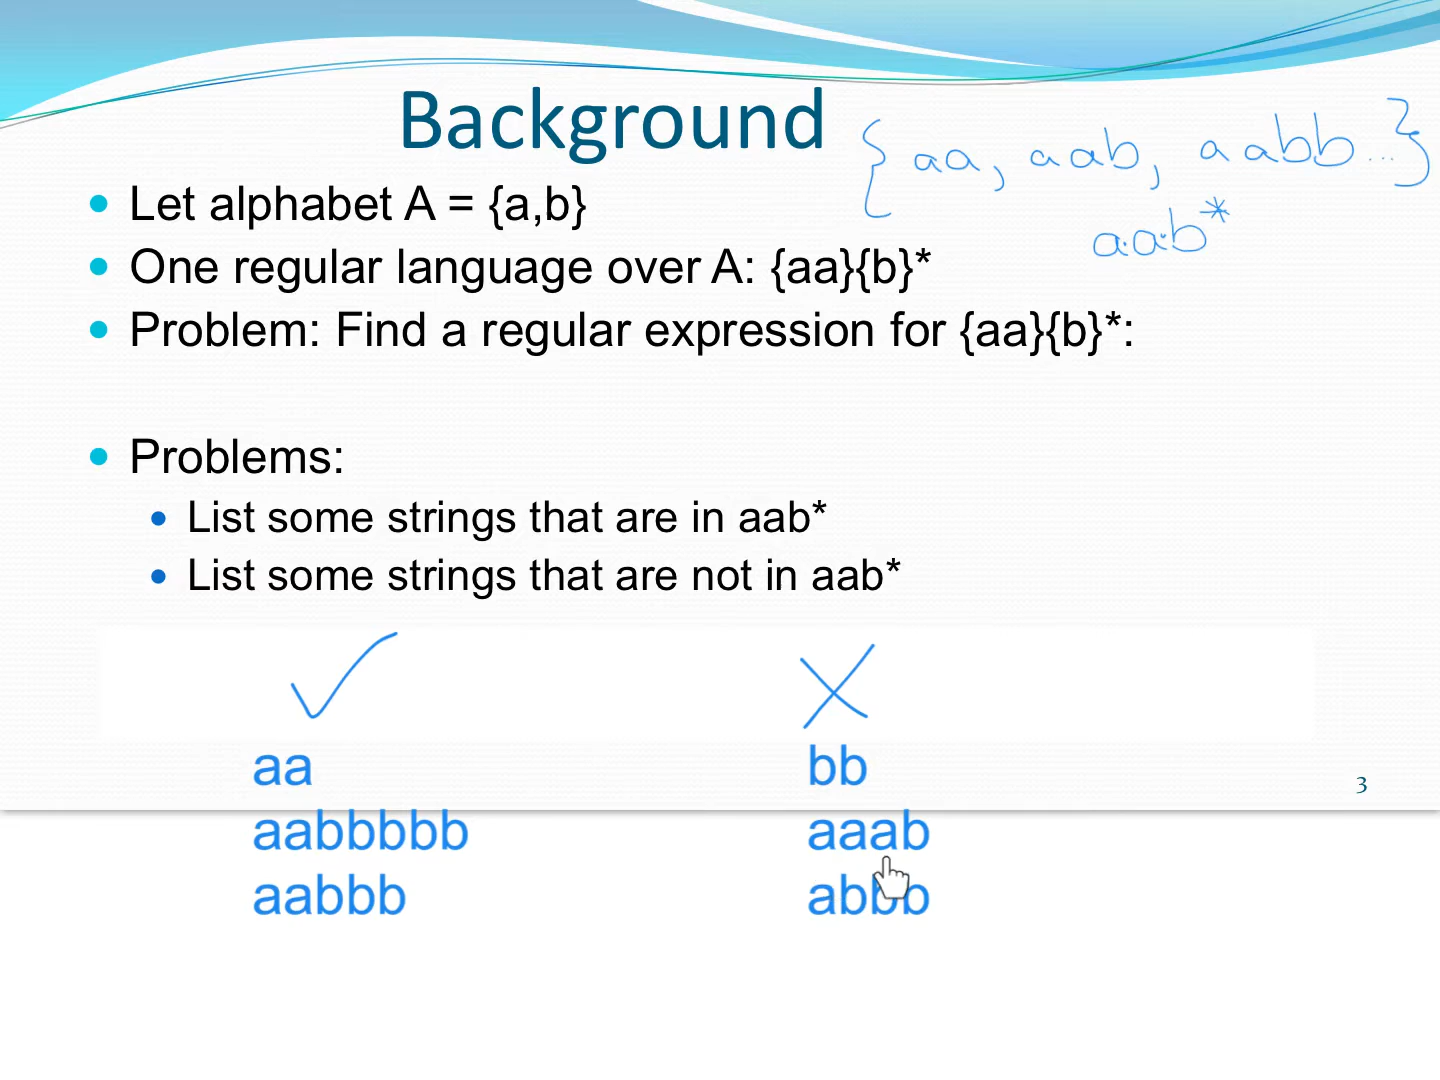 Background
{aa, aab, aabb...}
• Let alphabet A = {a,b}
a·a·b*
• One regular language over A: {aa}{b}*
• Problem: Find a regular expression for {aa}{b}*:
• Problems:
• List some strings that are in aab*
• List some strings that are not in aab*
aa bb
3
aabbbbb aaab
aabbb abbb